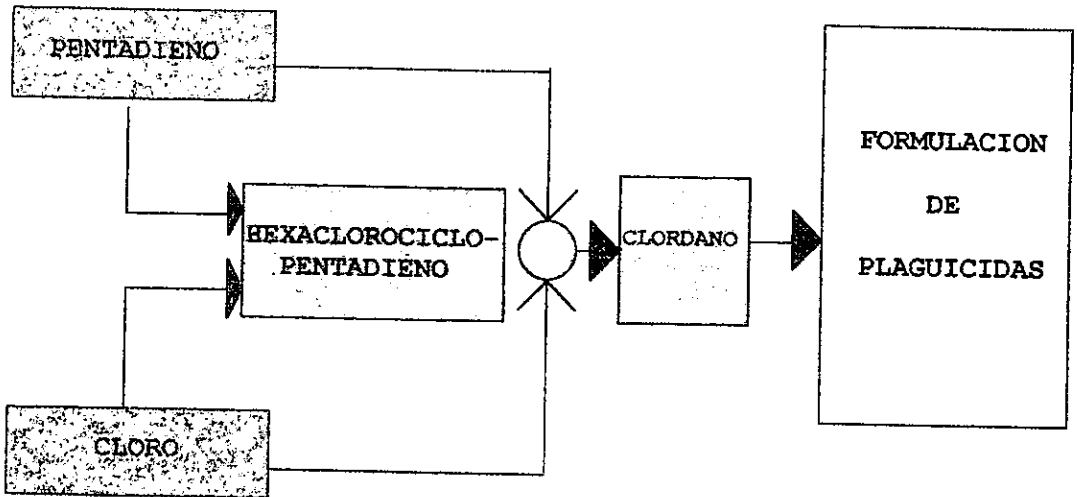 PENTADIENO
HEXACLOROCICLO-
PENTADIENO
CLORO
CLORDANO
FORMULACION
DE
PLAGUICIDAS